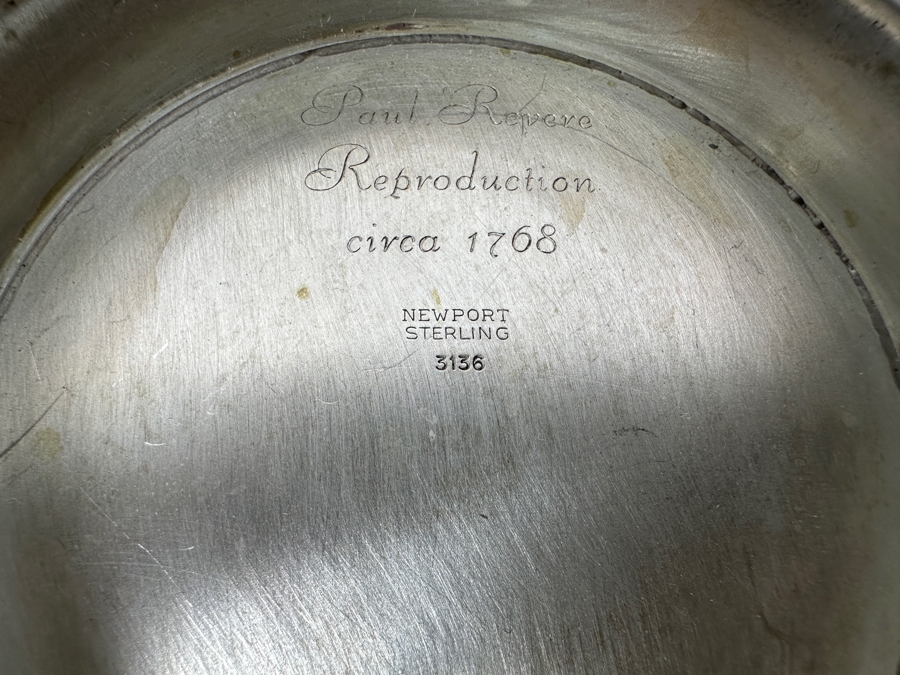 Paul Revere
Reproduction
circa 1768
NEWPORT
STERLING
3136